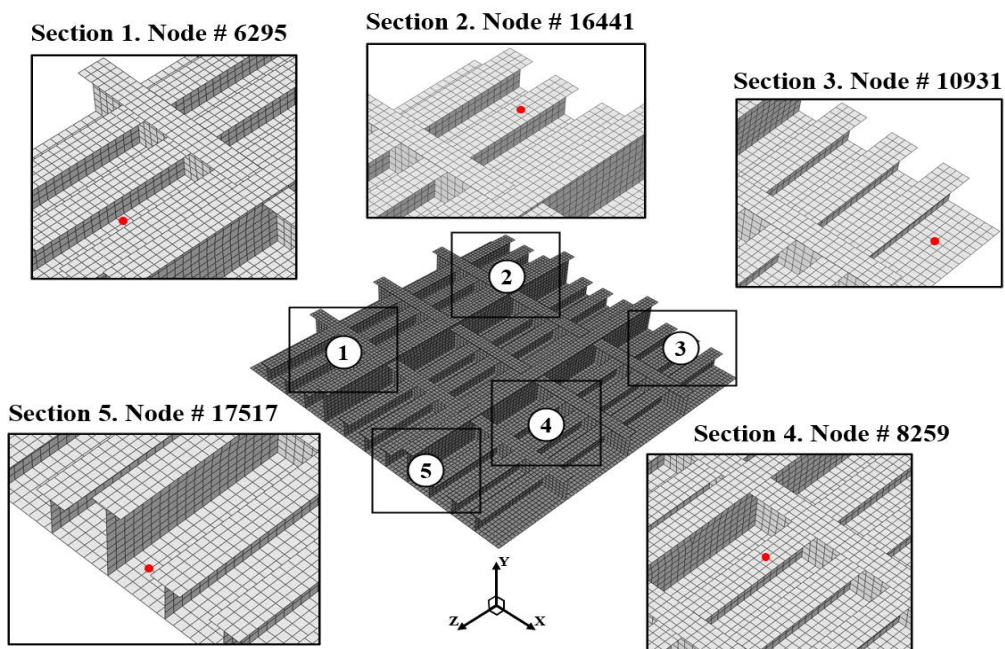 Section 1. Node # 6295
Section 2. Node # 16441
Section 3. Node # 10931
2
1
3
4
5
Section 5. Node # 17517
Section 4. Node # 8259
Y
Z
X